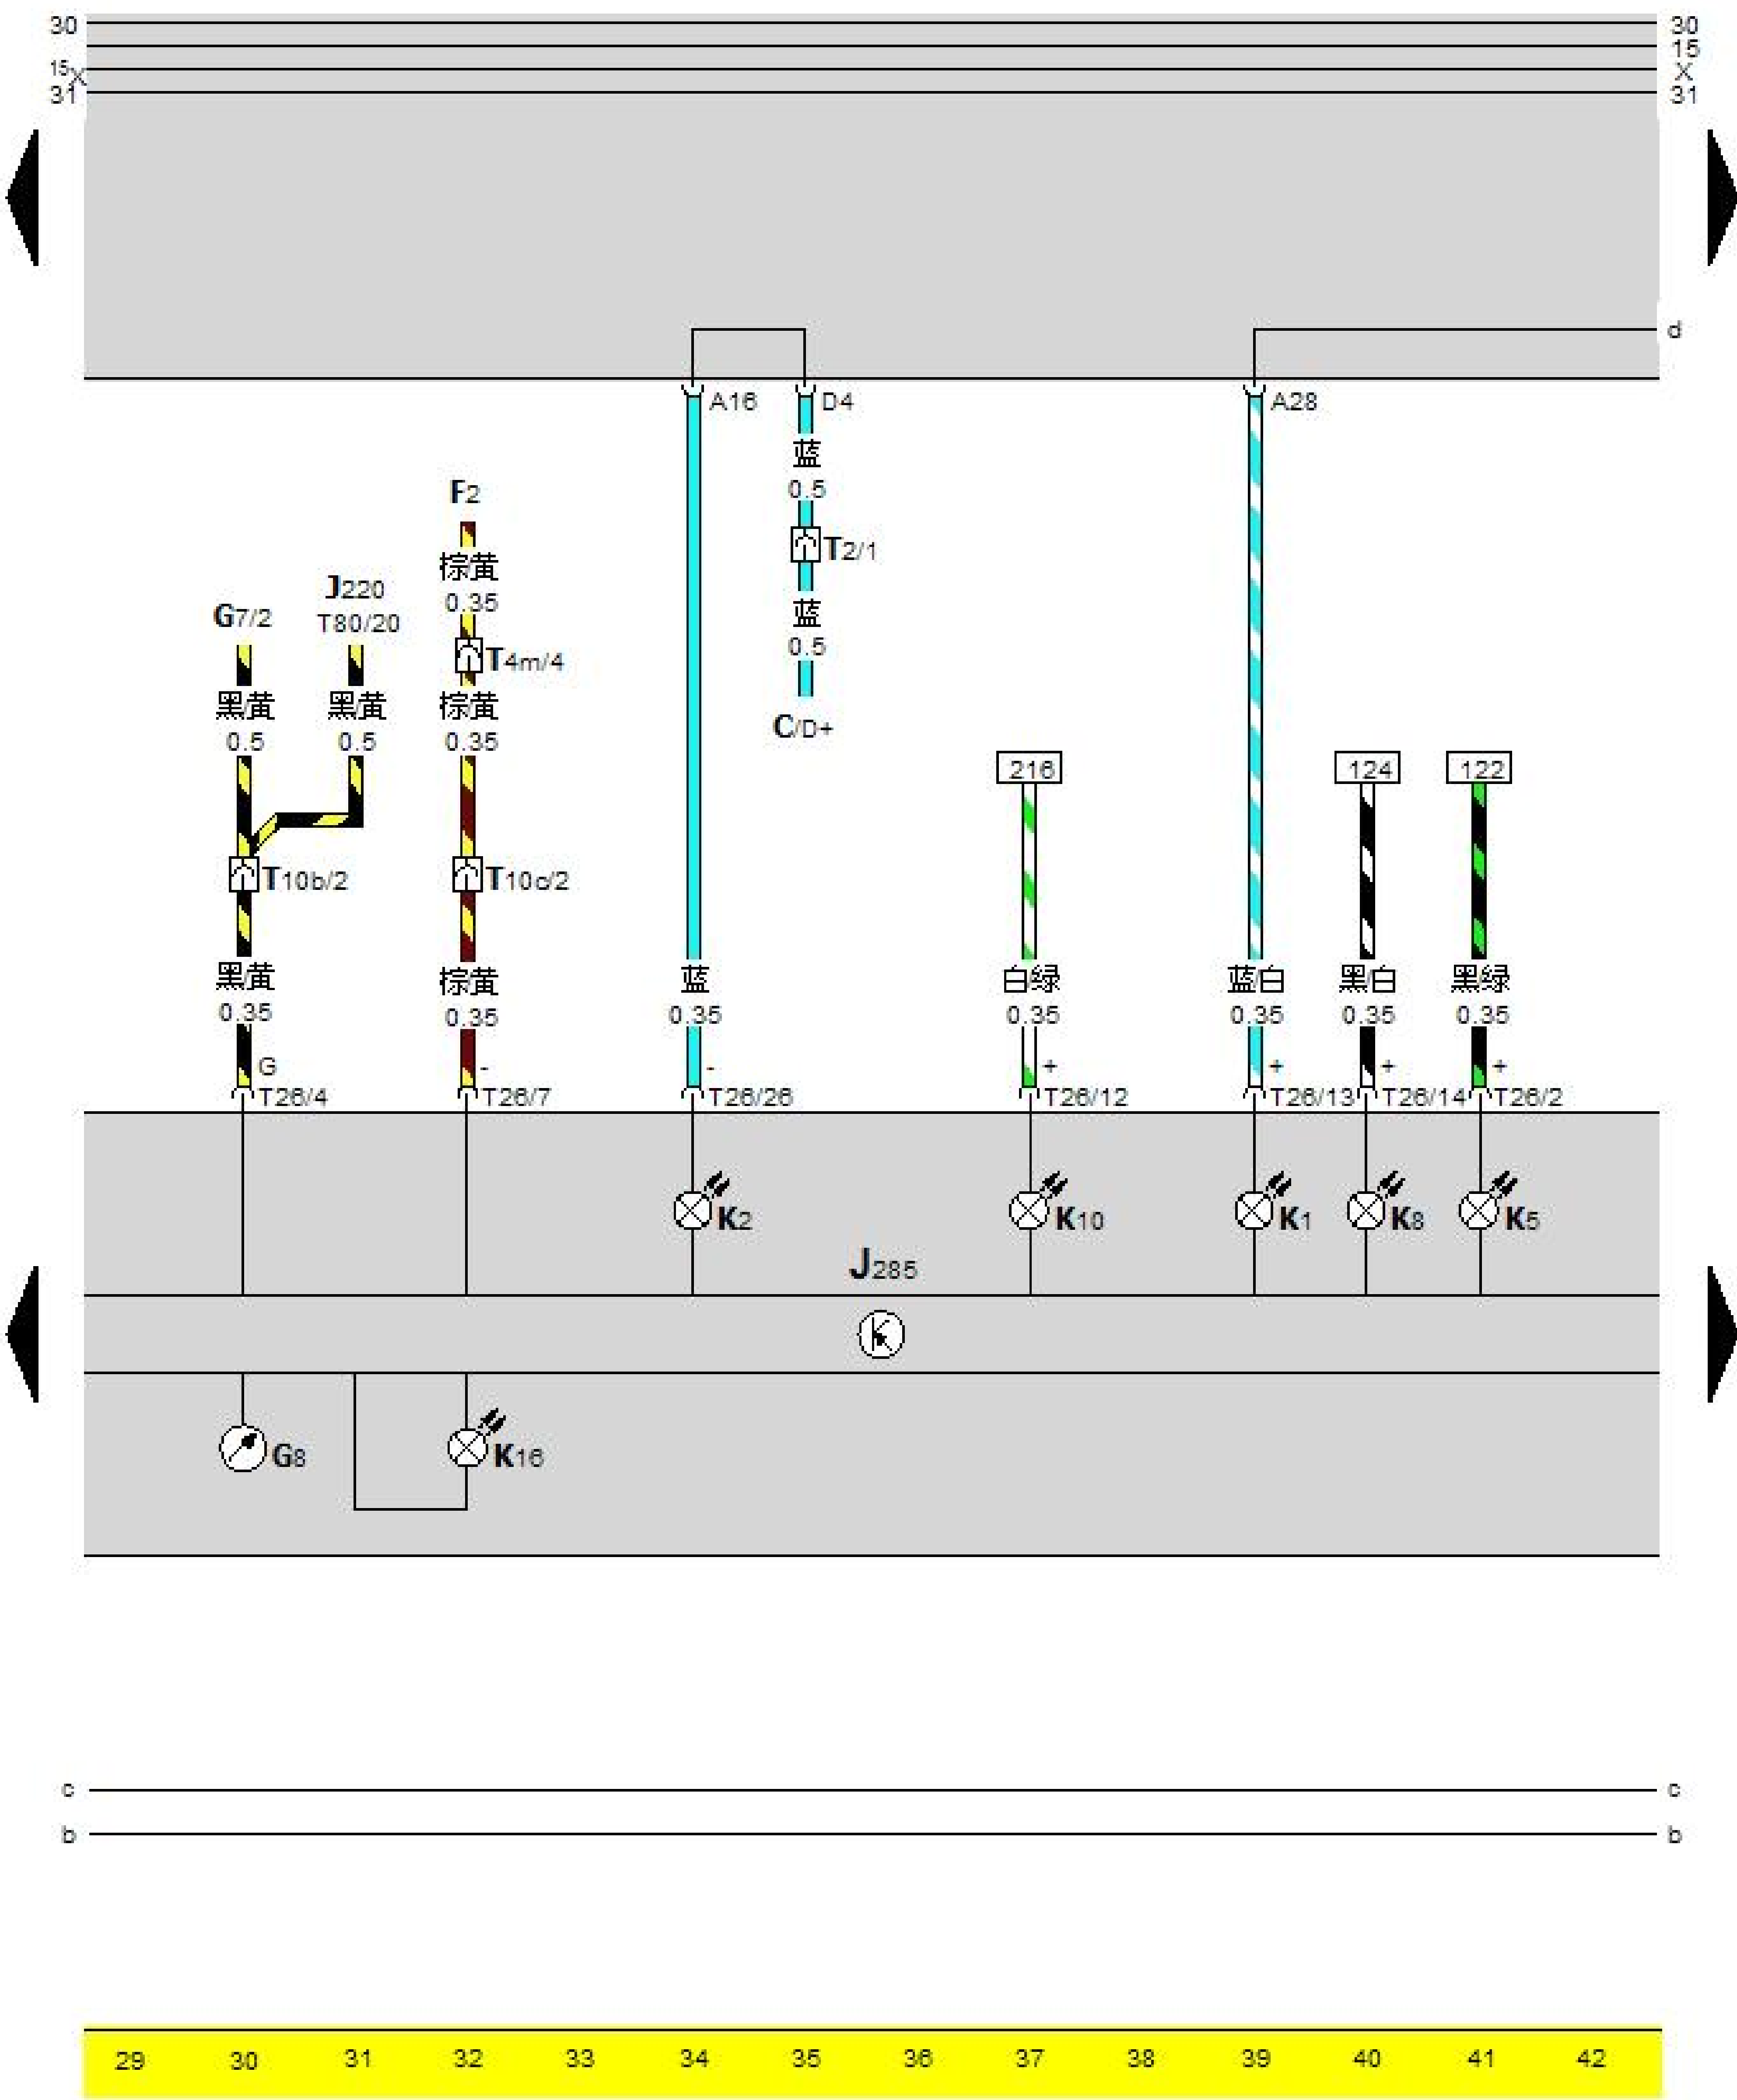 30 30
15
15 X X
31 31
d
A16 D4 A28
蓝
0.5
F2
T2/1
棕/黄
0.35
J220
G7/2 T80/20
蓝
0.5
T4m/4
黑/黄 黑/黄 棕/黄
0.5 0.5 0.35
C/D+
216 124 122
T10b/2 T10c/2
黑/黄 棕/黄 蓝 白/绿 蓝/白 黑/白 黑/绿
0.35 0.35 0.35 0.35 0.35 0.35 0.35
G - - + + + +
T26/4 T26/7 T26/26 T26/12 T26/13 T26/14 T26/2
K2 K10 K1 K8 K5
J285
G8 K16
c c
b b
29 30 31 32 33 34 35 36 37 38 39 40 41 42